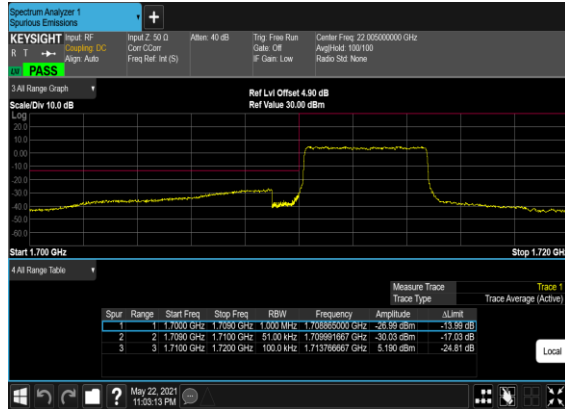 Spectrum Analyzer 1
Spurious Emissions
KEYSIGHT Input: RF Input Z: 50 Ω Atten: 40 dB Trig: Free Run Center Freq: 22.005000000 GHz
R T Coupling: DC Corr CCorr Gate: Off Avg|Hold: 100/100
Align: Auto Freq Ref: Int (S) IF Gain: Low Radio Std: None
PASS
3 All Range Graph
Ref Lvl Offset 4.90 dB
Scale/Div 10.0 dB Ref Value 30.00 dBm
Log
20.0
10.0
0.00
-10.0
-20.0
-30.0
-40.0
-50.0
-60.0
Start 1.700 GHz Stop 1.720 GHz
4 All Range Table
Measure Trace Trace 1
Trace Type Trace Average (Active)
Spur Range Start Freq Stop Freq RBW Frequency Amplitude ΔLimit
1 1 1.7000 GHz 1.7090 GHz 1.000 MHz 1.708865000 GHz -26.99 dBm -13.99 dB
2 2 1.7090 GHz 1.7100 GHz 51.00 kHz 1.709991667 GHz -30.03 dBm -17.03 dB
3 3 1.7100 GHz 1.7200 GHz 100.0 kHz 1.713766667 GHz 5.190 dBm -24.81 dB
Local
May 22, 2021
11:03:13 PM